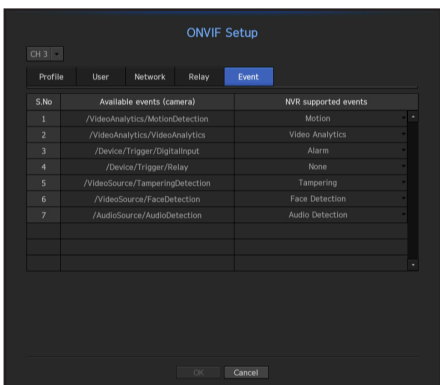 ONVIF Setup
CH 3
Profile User Network Relay Event
S.No Available events (camera) NVR supported events
1 /VideoAnalytics/MotionDetection Motion
2 /VideoAnalytics/VideoAnalytics Video Analytics
3 /Device/Trigger/DigitalInput Alarm
4 /Device/Trigger/Relay None
5 /VideoSource/TamperingDetection Tampering
6 /VideoSource/FaceDetection Face Detection
7 /AudioSource/AudioDetection Audio Detection
OK Cancel